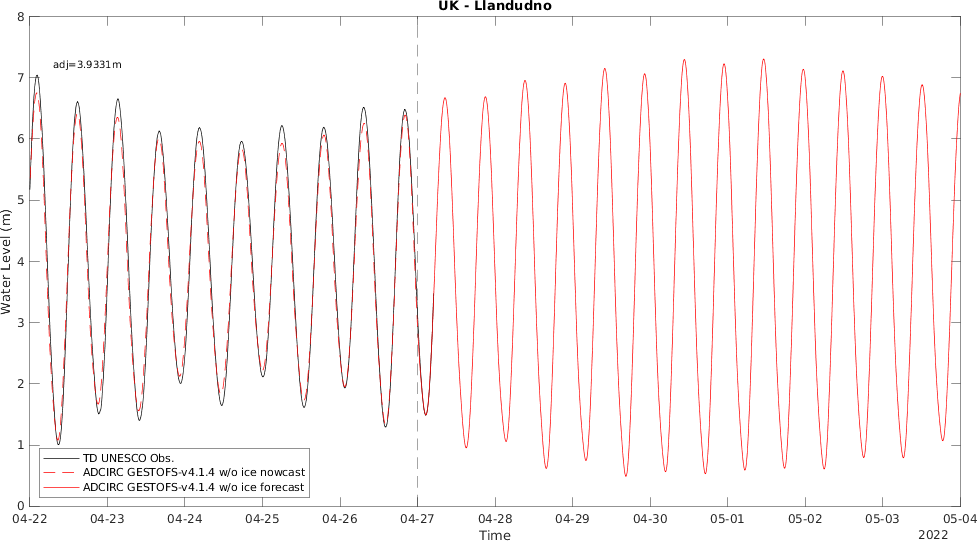 UK - Llandudno
adj=3.9331m
Water Level (m)
8
7
6
5
4
3
2
1
0
TD UNESCO Obs.
ADCIRC GESTOFS-v4.1.4 w/o ice nowcast
ADCIRC GESTOFS-v4.1.4 w/o ice forecast
04-22 04-23 04-24 04-25 04-26 04-27 04-28 04-29 04-30 05-01 05-02 05-03 05-04
Time
2022